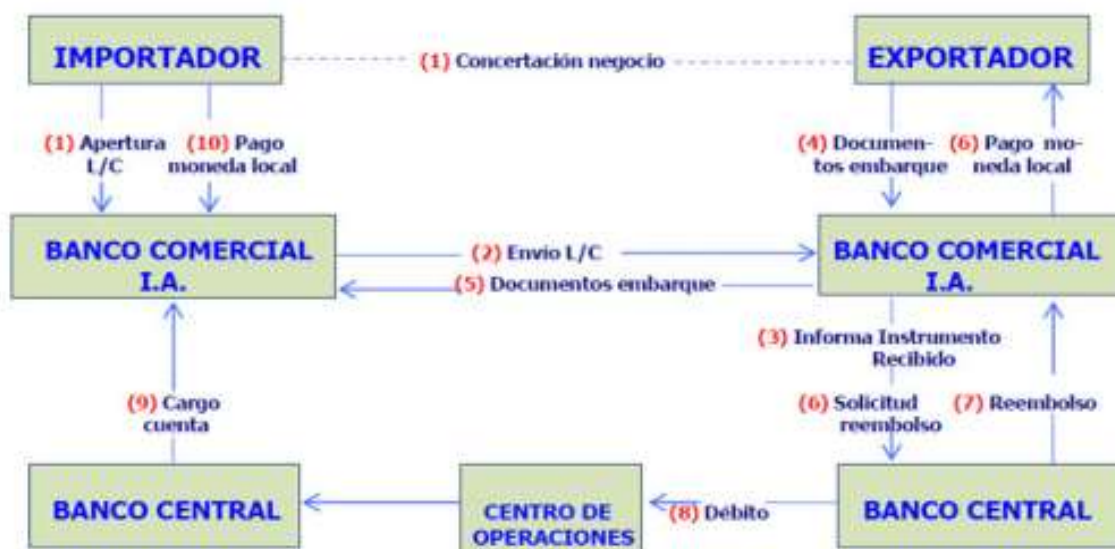 IMPORTADOR
(1) Concertación negocio
EXPORTADOR
(1) Apertura
L/C
(10) Pago
moneda local
(4) Documen-
tos embarque
(6) Pago mo-
neda local
BANCO COMERCIAL
I.A.
(2) Envío L/C
(5) Documentos embarque
BANCO COMERCIAL
I.A.
(3) Informa Instrumento
Recibido
(9) Cargo
cuenta
(6) Solicitud
reembolso
(7) Reembolso
BANCO CENTRAL
CENTRO DE
OPERACIONES
(8) Débito
BANCO CENTRAL